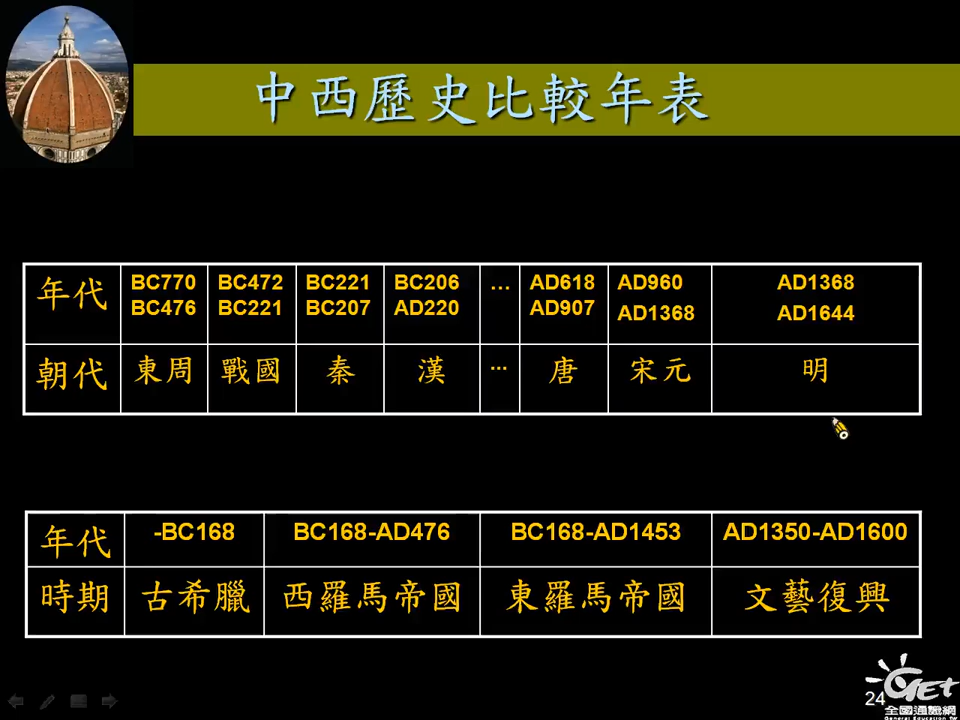 中西歷史比較年表
年代 BC770 BC472 BC221 BC206 … AD618 AD960 AD1368
BC476 BC221 BC207 AD220 AD907 AD1368 AD1644
朝代 東周 戰國 秦 漢 … 唐 宋元 明
年代 -BC168 BC168-AD476 BC168-AD1453 AD1350-AD1600
時期 古希臘 西羅馬帝國 東羅馬帝國 文藝復興
24
GET
全國通識網